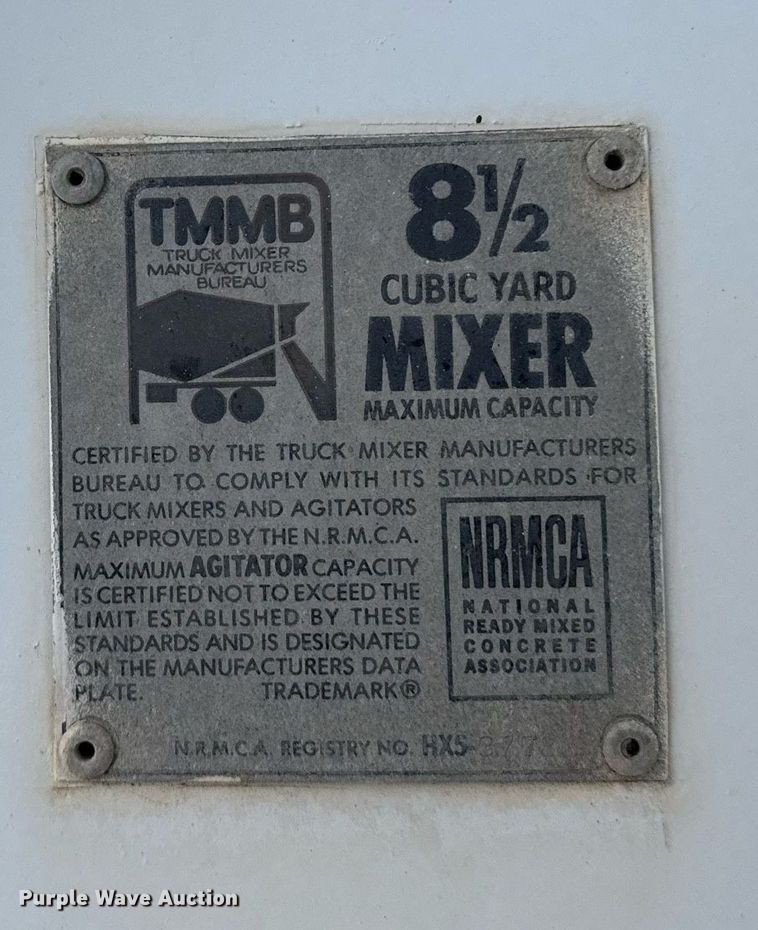 TMMB
TRUCK MIXER
MANUFACTURERS
BUREAU
8½
CUBIC YARD
MIXER
MAXIMUM CAPACITY
CERTIFIED BY THE TRUCK MIXER MANUFACTURERS
BUREAU TO COMPLY WITH ITS STANDARDS FOR
TRUCK MIXERS AND AGITATORS
AS APPROVED BY THE N.R.M.C.A.
MAXIMUM AGITATOR CAPACITY
IS CERTIFIED NOT TO EXCEED THE
LIMIT ESTABLISHED BY THESE
STANDARDS AND IS DESIGNATED
ON THE MANUFACTURERS DATA
PLATE. TRADEMARK®
NRMCA
NATIONAL
READY MIXED
CONCRETE
ASSOCIATION
N.R.M.C.A. REGISTRY NO. HX5
Purple Wave Auction